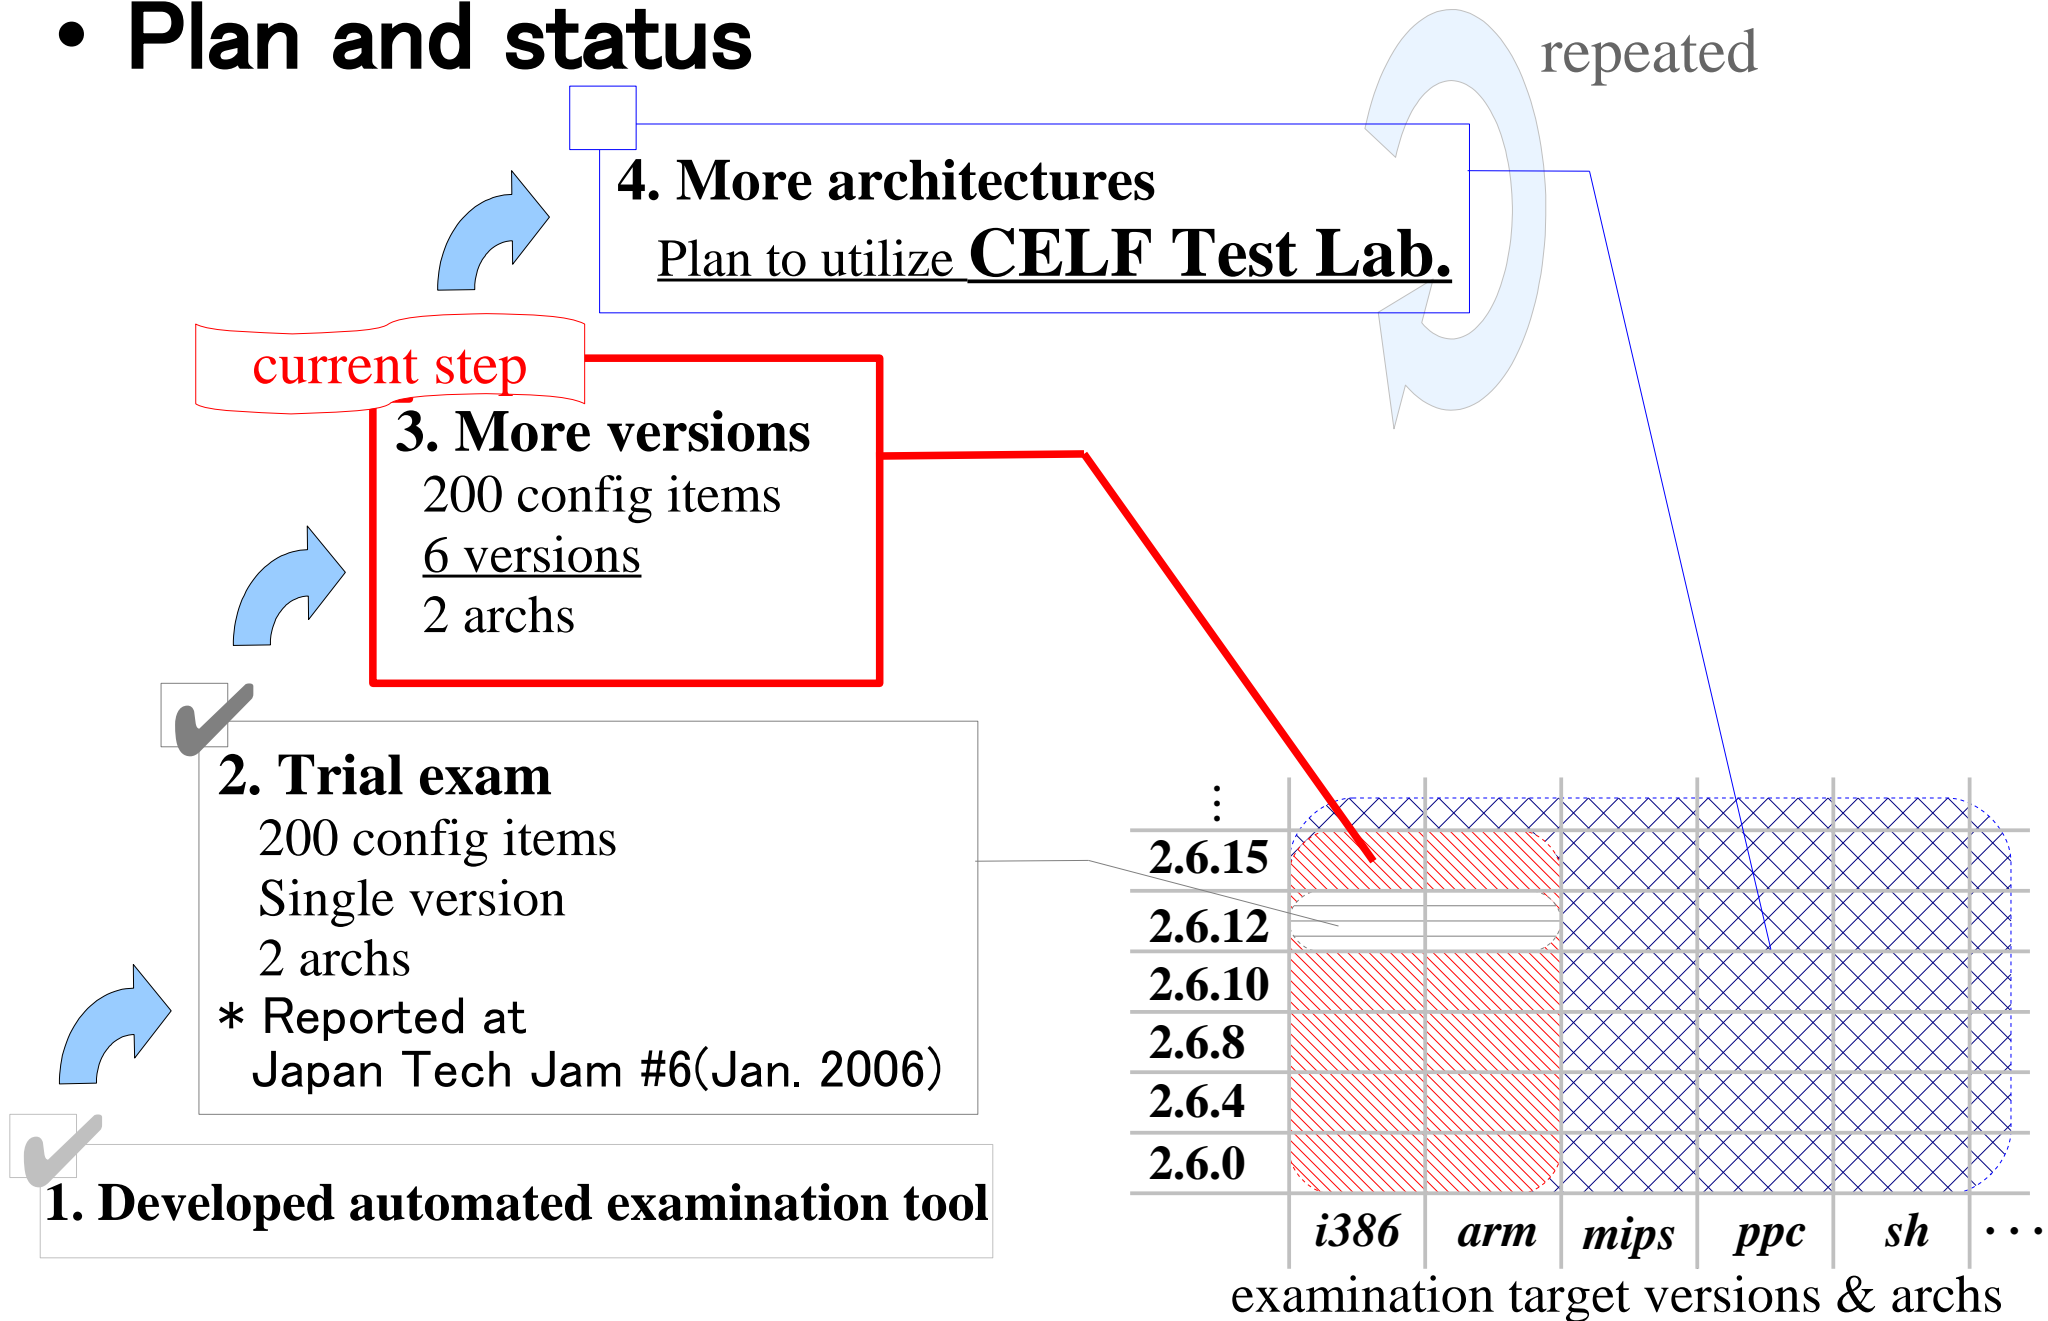 • Plan and status
repeated
4. More architectures
Plan to utilize CELF Test Lab.
current step
3. More versions
200 config items
6 versions
2 archs
2. Trial exam
200 config items
Single version
2 archs
* Reported at
Japan Tech Jam #6(Jan. 2006)
1. Developed automated examination tool
⋮
2.6.15
2.6.12
2.6.10
2.6.8
2.6.4
2.6.0
i386 arm mips ppc sh ···
examination target versions & archs